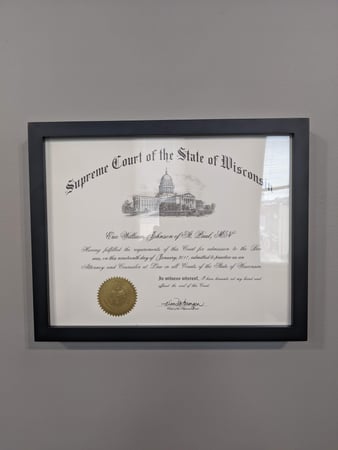 Supreme Court of the State of Wisconsin
Eric William Johnson of St. Paul, MN
Having fulfilled the requirements of this Court for admission to the Bar
was, on this nineteenth day of January, 2011, admitted to practice as an
Attorney and Counselor at Law in all Courts of the State of Wisconsin.
In witness whereof, I have hereunto set my hand and
affixed the seal of this Court.